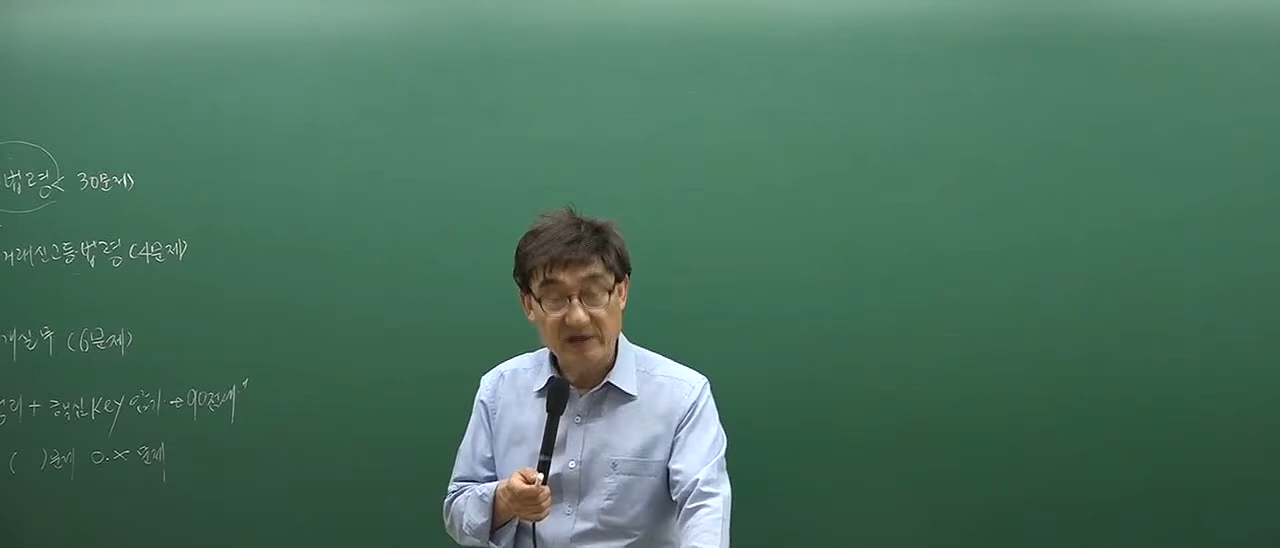 법령< 30문제)
거래신고등법령 (4문제)
개실무 (6문제)
+ 핵심 Key 암기 → 90점대
( )문제 O.X 문제